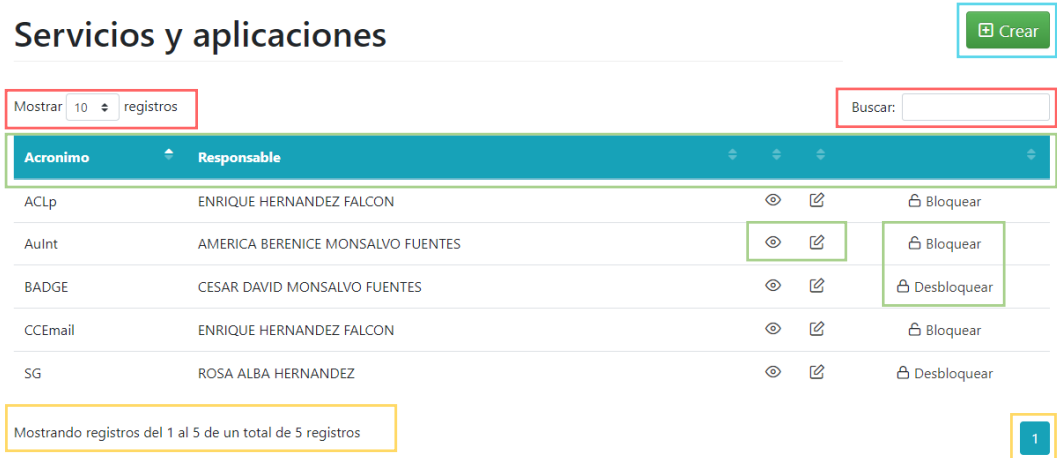 Servicios y aplicaciones
Crear
Mostrar 10 registros
Buscar:
Acronimo Responsable
ACLp ENRIQUE HERNANDEZ FALCON Bloquear
AuInt AMERICA BERENICE MONSALVO FUENTES Bloquear
BADGE CESAR DAVID MONSALVO FUENTES Desbloquear
CCEmail ENRIQUE HERNANDEZ FALCON Bloquear
SG ROSA ALBA HERNANDEZ Desbloquear
Mostrando registros del 1 al 5 de un total de 5 registros
1